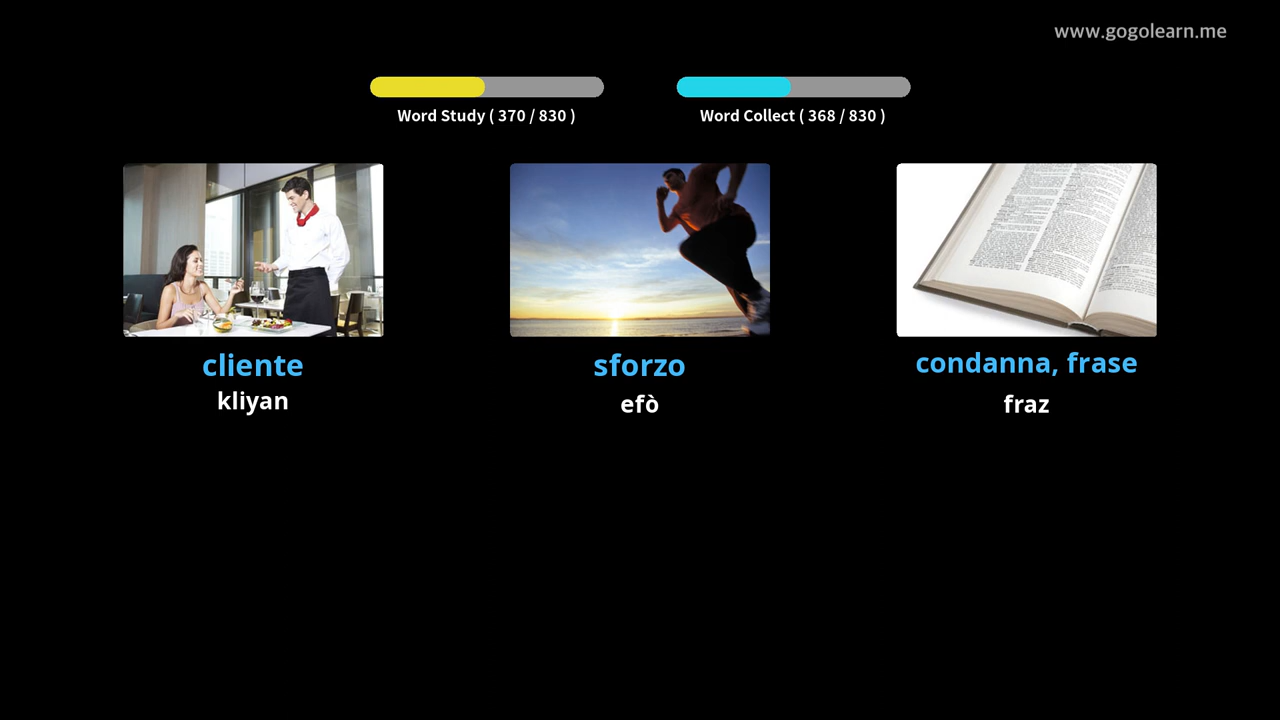 www.gogolearn.me
Word Study ( 370 / 830 )
Word Collect ( 368 / 830 )
cliente
kliyan
sforzo
efò
condanna, frase
fraz